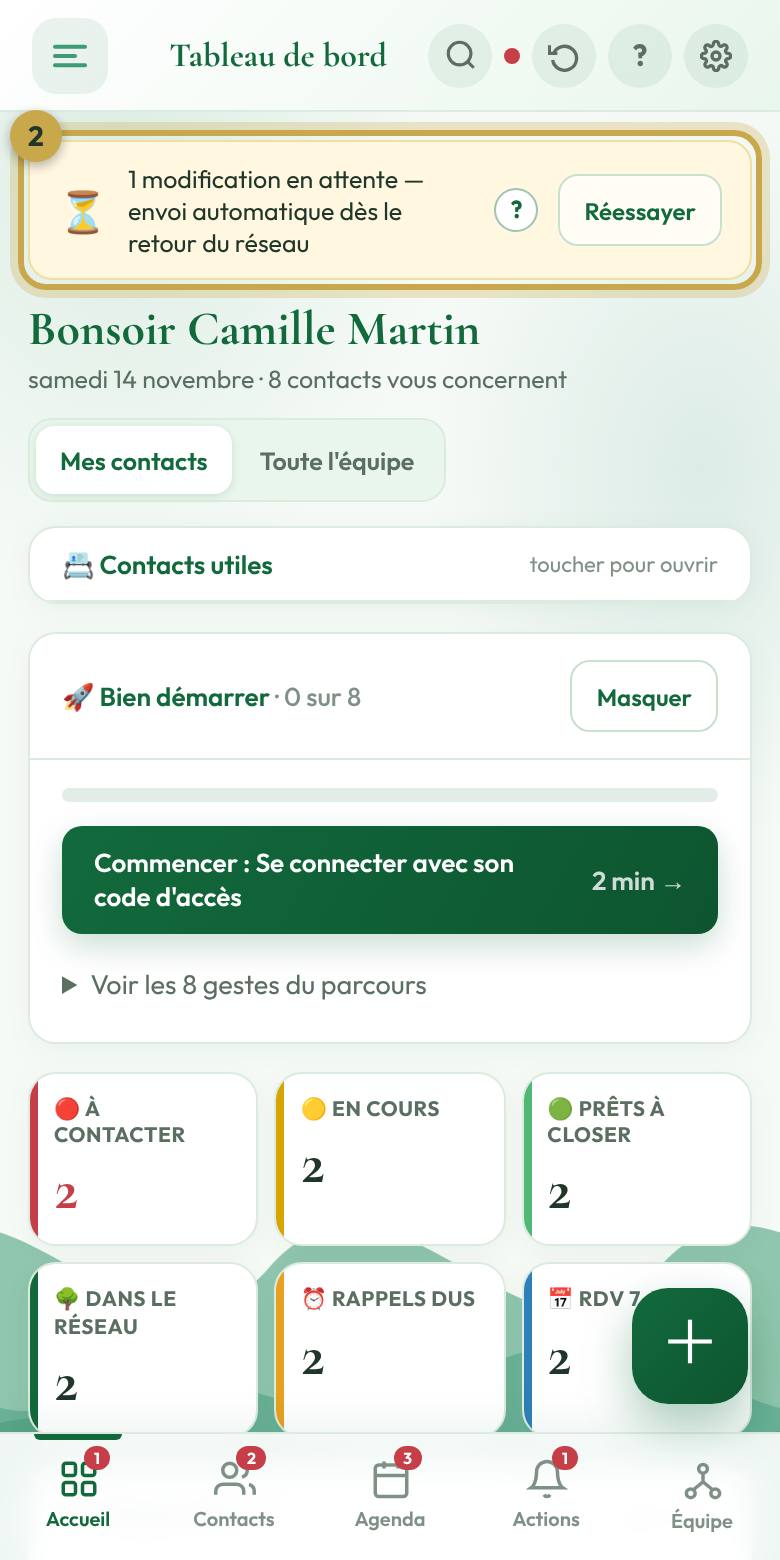 Tableau de bord
?
2
1 modification en attente —
envoi automatique dès le
retour du réseau
?
Réessayer
Bonsoir Camille Martin
samedi 14 novembre · 8 contacts vous concernent
Mes contacts
Toute l'équipe
Contacts utiles
toucher pour ouvrir
Bien démarrer · 0 sur 8
Masquer
Commencer : Se connecter avec son
code d'accès
2 min →
Voir les 8 gestes du parcours
À
CONTACTER
2
EN COURS
2
PRÊTS À
CLOSER
2
DANS LE
RÉSEAU
2
RAPPELS DUS
2
RDV 7
2
1
2
3
1
Accueil
Contacts
Agenda
Actions
Équipe